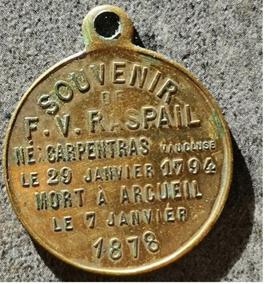 SOUVENIR
DE
F. V. RASPAIL
NÉ A CARPENTRAS VAUCLUSE
LE 29 JANVIER 1794
MORT À ARCUEIL
LE 7 JANVIER
1878